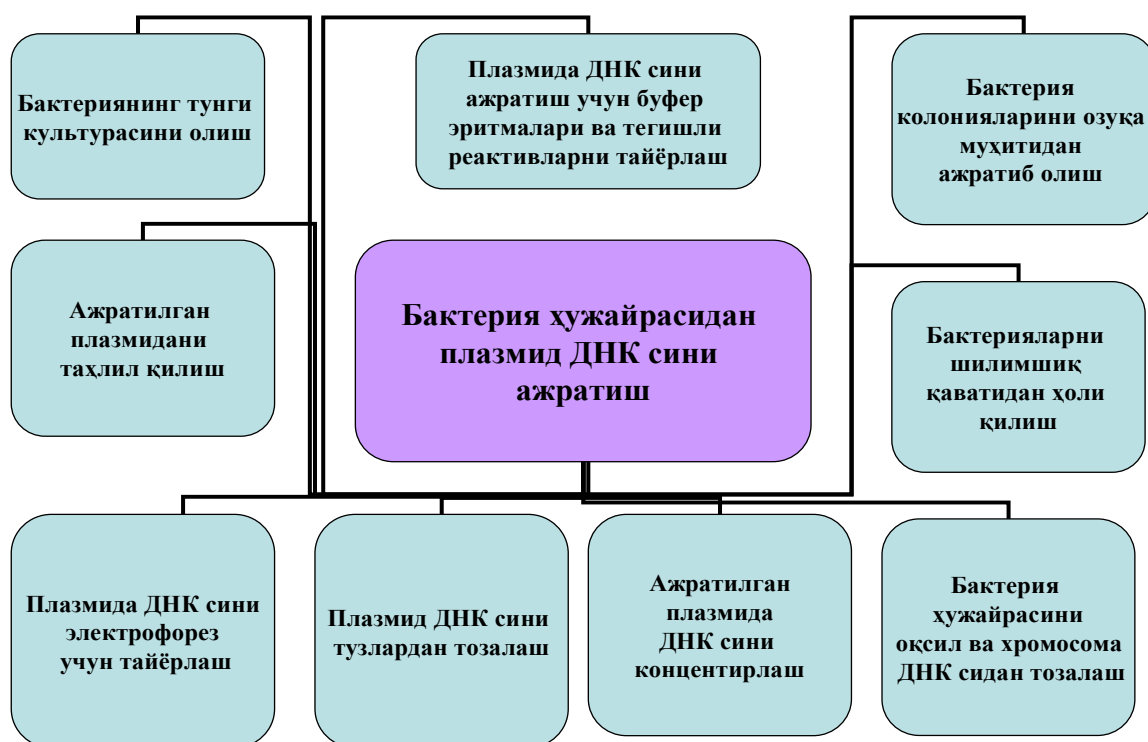 Бактериянинг тунги
культурасини олиш
Плазмида ДНК сини
ажратиш учун буфер
эритмалари ва тегишли
реактивларни тайёрлаш
Бактерия
колонияларини озуқа
муҳитидан
ажратиб олиш
Ажратилган
плазмидани
таҳлил қилиш
Бактерия ҳужайрасидан
плазмид ДНК сини
ажратиш
Бактерияларни
шилимшиқ
қаватидан ҳоли
қилиш
Плазмида ДНК сини
электрофорез
учун тайёрлаш
Плазмид ДНК сини
тузлардан тозалаш
Ажратилган
плазмида
ДНК сини
концентирлаш
Бактерия
ҳужайрасини
оқсил ва хромосома
ДНК сидан тозалаш